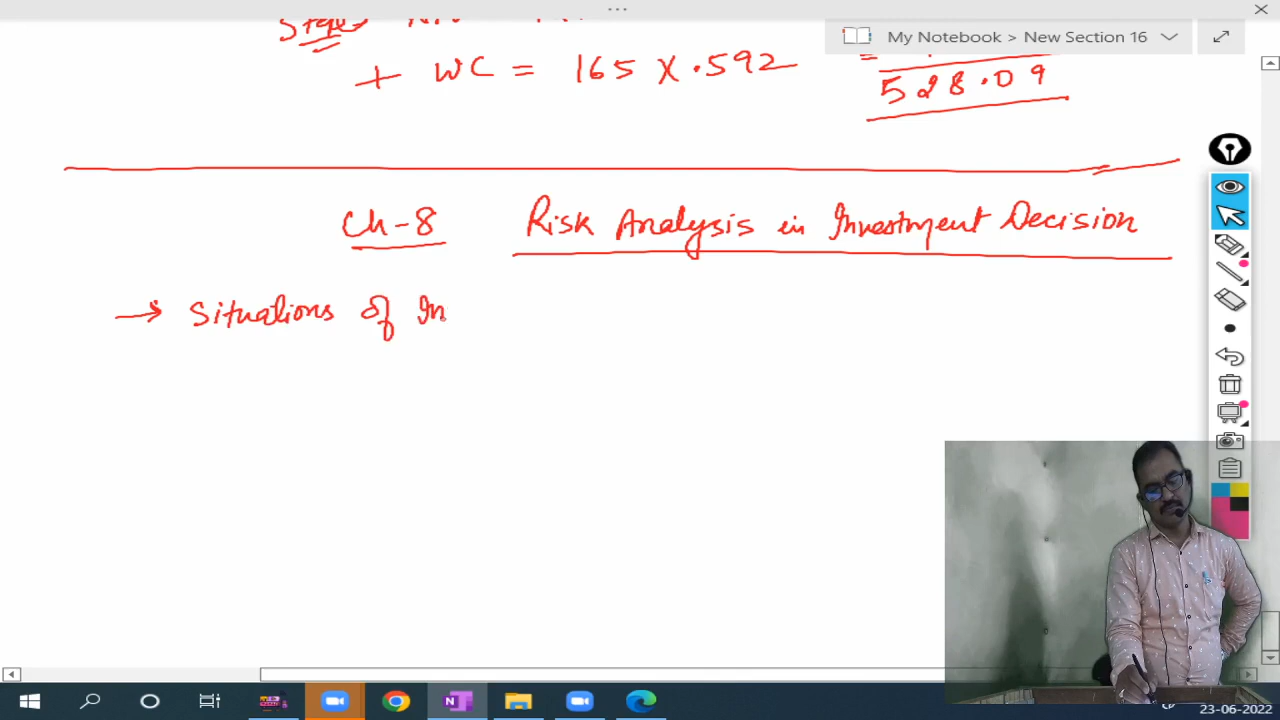 ...
My Notebook > New Section 16
Steps
+ WC = 165 X .592 =
528.09
Ch-8 Risk Analysis in Investment Decision
→ Situations of In
23-06-2022